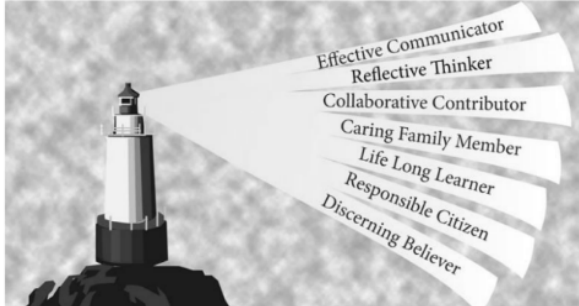 Effective Communicator
Reflective Thinker
Collaborative Contributor
Caring Family Member
Life Long Learner
Responsible Citizen
Discerning Believer